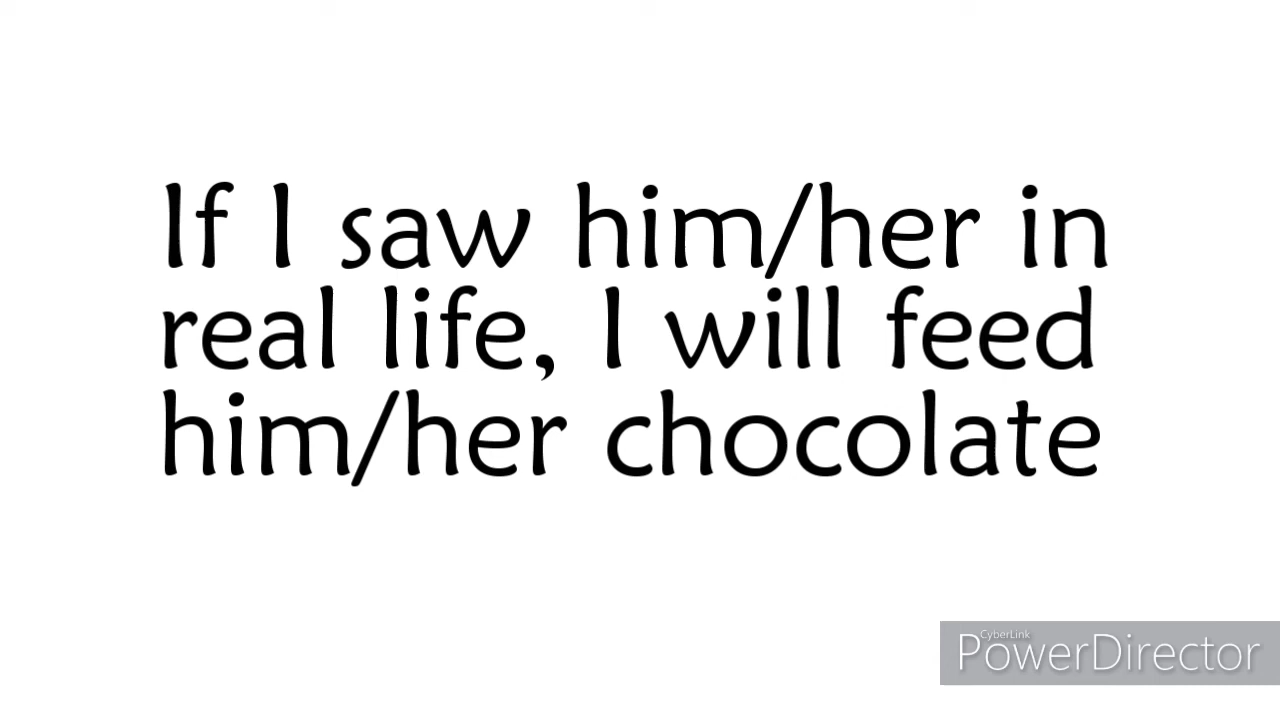 If I saw him/her in
real life, I will feed
him/her chocolate
CyberLink
PowerDirector